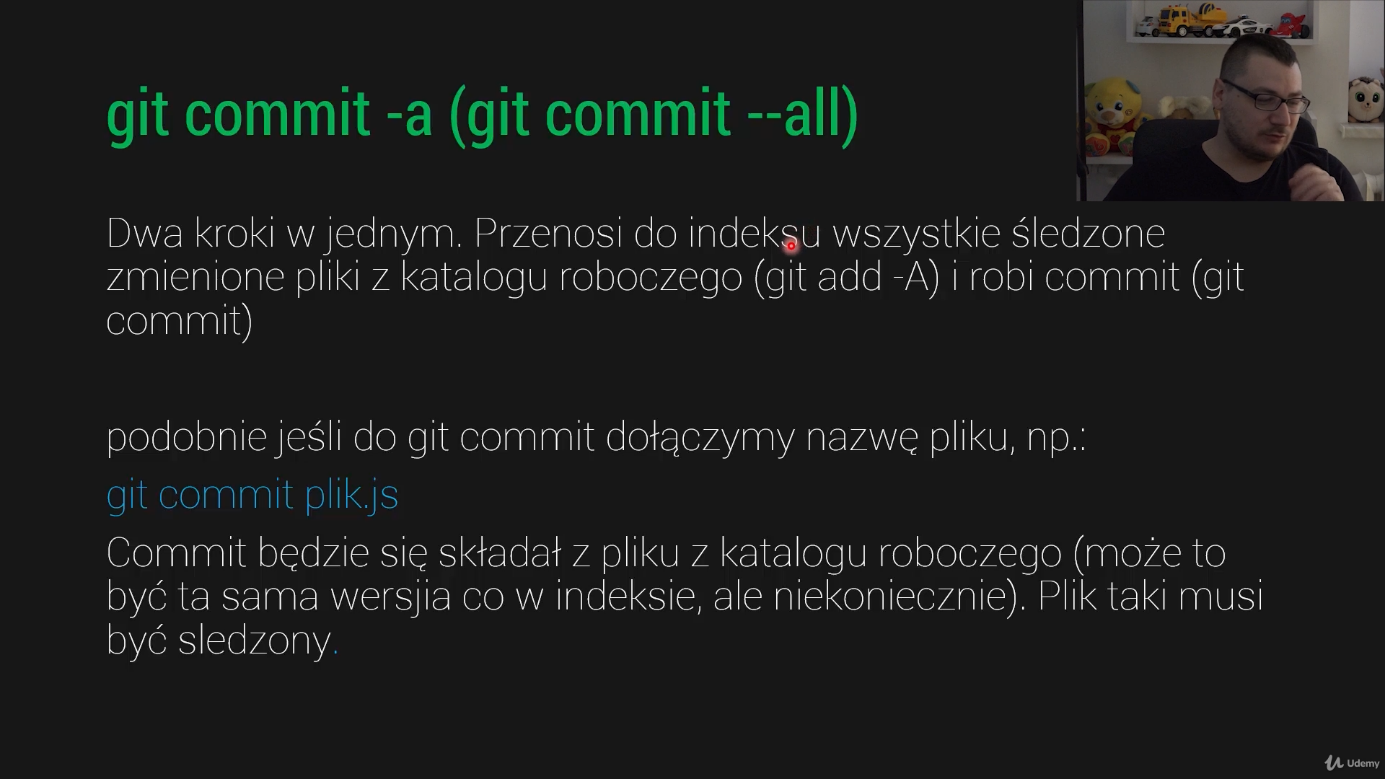 git commit -a (git commit --all)
Dwa kroki w jednym. Przenosi do indeksu wszystkie śledzone
zmienione pliki z katalogu roboczego (git add -A) i robi commit (git
commit)
podobnie jeśli do git commit dołączymy nazwę pliku, np.:
git commit plik.js
Commit będzie się składał z pliku z katalogu roboczego (może to
być ta sama wersjia co w indeksie, ale niekoniecznie). Plik taki musi
być sledzony.
Udemy